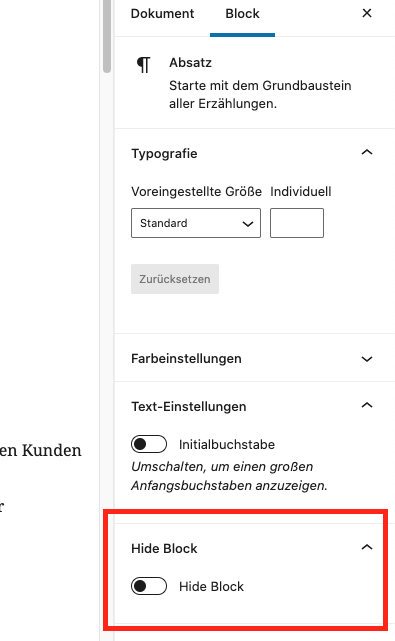 Dokument Block
Absatz
Starte mit dem Grundbaustein
aller Erzählungen.
Typografie
Voreingestellte Größe Individuell
Standard
Zurücksetzen
Farbeinstellungen
en Kunden
Text-Einstellungen
Initialbuchstabe
Umschalten, um einen großen
Anfangsbuchstaben anzuzeigen.
r
Hide Block
Hide Block